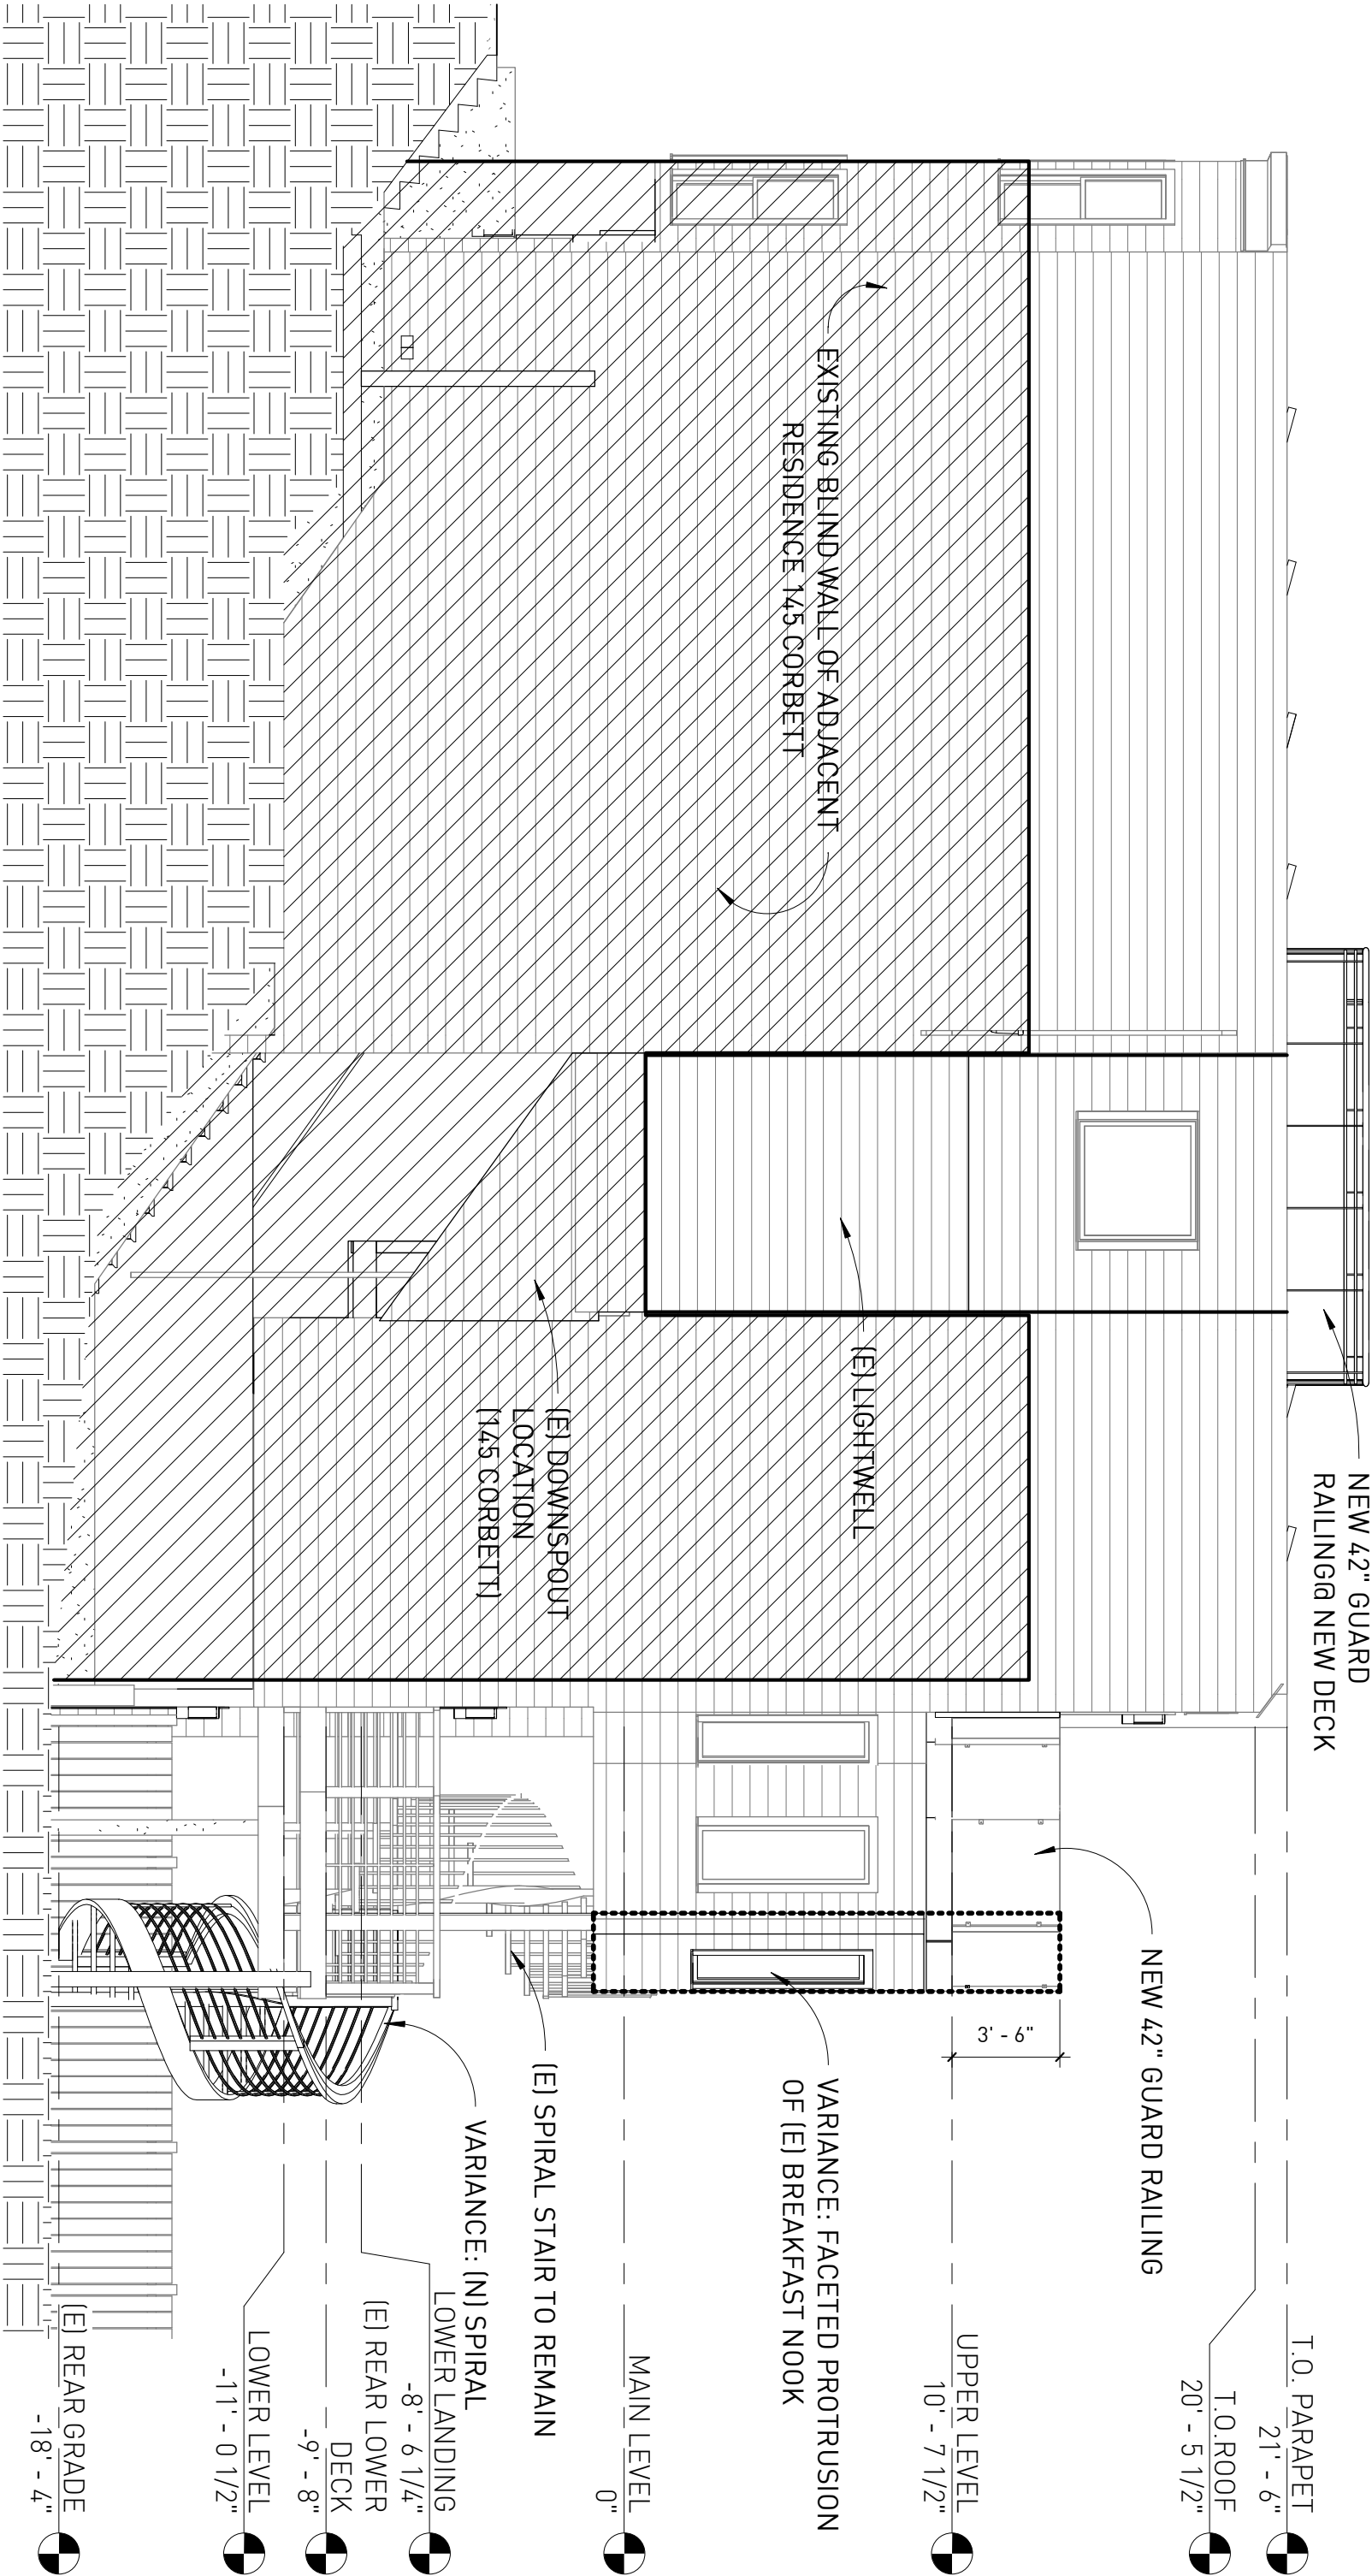 NEW 42" GUARD
RAILING@ NEW DECK
T.O. PARAPET
21' - 6"
T.O.ROOF
20' - 5 1/2"
NEW 42" GUARD RAILING
3' - 6"
UPPER LEVEL
10' - 7 1/2"
EXISTING BLIND WALL OF ADJACENT
RESIDENCE 145 CORBETT
(E) LIGHTWELL
VARIANCE: FACETED PROTRUSION
OF (E) BREAKFAST NOOK
MAIN LEVEL
0"
(E) DOWNSPOUT
LOCATION
(145 CORBETT)
(E) SPIRAL STAIR TO REMAIN
VARIANCE: (N) SPIRAL
LOWER LANDING
-8' - 6 1/4"
(E) REAR LOWER
DECK
-9' - 8"
LOWER LEVEL
-11' - 0 1/2"
(E) REAR GRADE
-18' - 4"